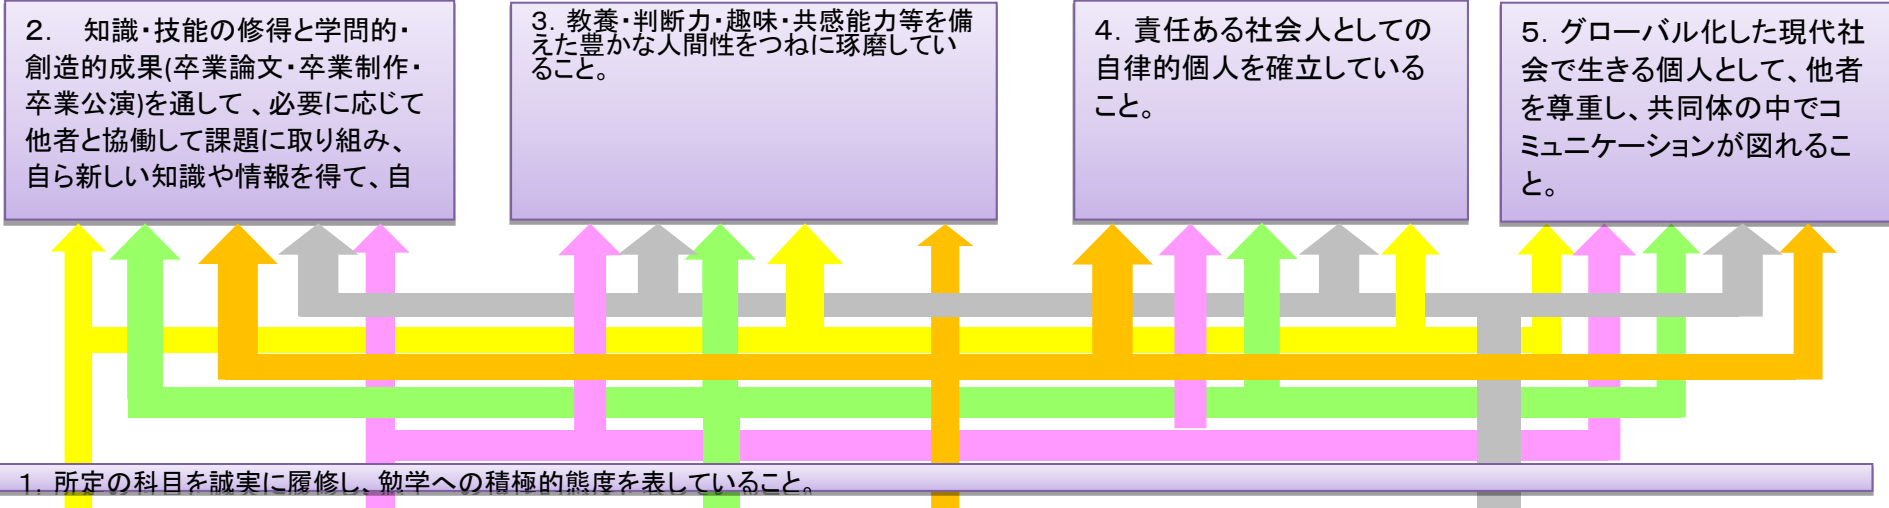 2.　知識・技能の修得と学問的・
創造的成果(卒業論文・卒業制作・
卒業公演)を通して 、必要に応じて
他者と協働して課題に取り組み、
自ら新しい知識や情報を得て、自
3. 教養・判断力・趣味・共感能力等を備
えた豊かな人間性をつねに琢磨してい
ること。
4. 責任ある社会人としての
自律的個人を確立している
こと。
5. グローバル化した現代社
会で生きる個人として、他者
を尊重し、共同体の中でコ
ミュニケーションが図れるこ
と。
1. 所定の科目を誠実に履修し、勉学への積極的態度を表していること。